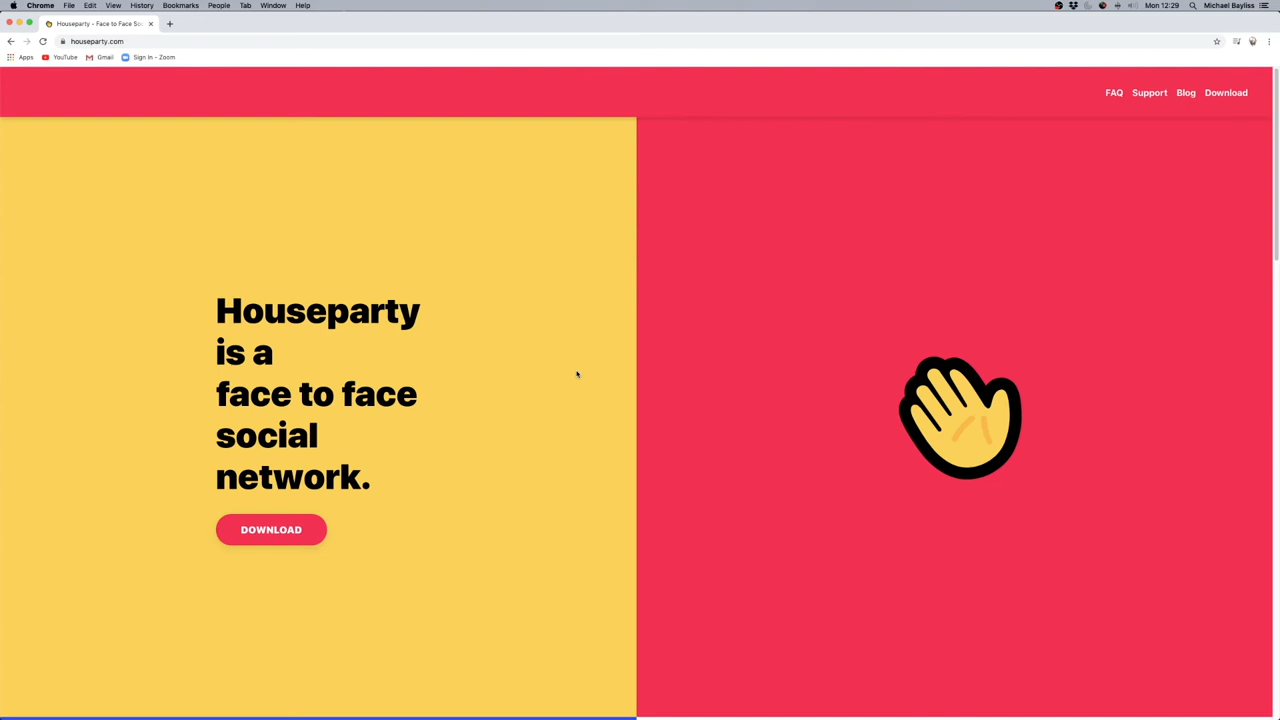 Chrome File Edit View History Bookmarks People Tab Window Help Mon 12:29 Michael Bayliss
Houseparty - Face to Face So
houseparty.com
Apps YouTube Gmail Sign In - Zoom
FAQ Support Blog Download
Houseparty
is a
face to face
social
network.
DOWNLOAD